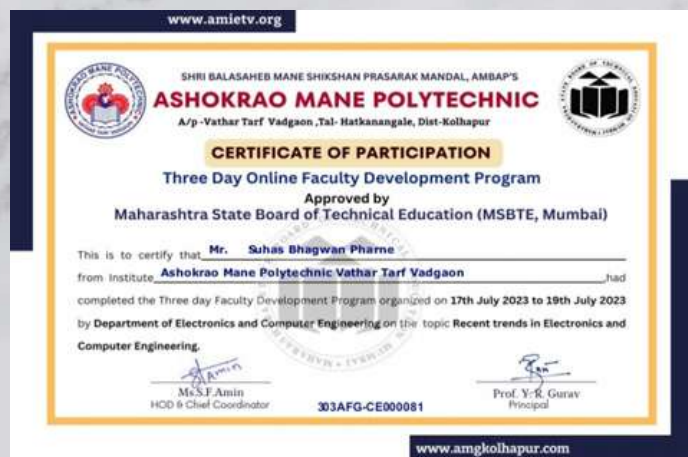 www.amietv.org
SHRI BALASAHEB MANE SHIKSHAN PRASARAK MANDAL, AMBAP'S
ASHOKRAO MANE POLYTECHNIC
A/p -Vathar Tarf Vadgaon ,Tal- Hatkanangale, Dist-Kolhapur
CERTIFICATE OF PARTICIPATION
Three Day Online Faculty Development Program
Approved by
Maharashtra State Board of Technical Education (MSBTE, Mumbai)
This is to certify that Mr. Suhas Bhagwan Pharne
from Institute Ashokrao Mane Polytechnic Vathar Tarf Vadgaon had
completed the Three day Faculty Development Program organized on 17th July 2023 to 19th July 2023
by Department of Electronics and Computer Engineering on the topic Recent trends in Electronics and
Computer Engineering.
Ms.S.F.Amin
HOD & Chief Coordinator
303AFG-CE000081
Prof. Y. R. Gurav
Principal
www.amgkolhapur.com